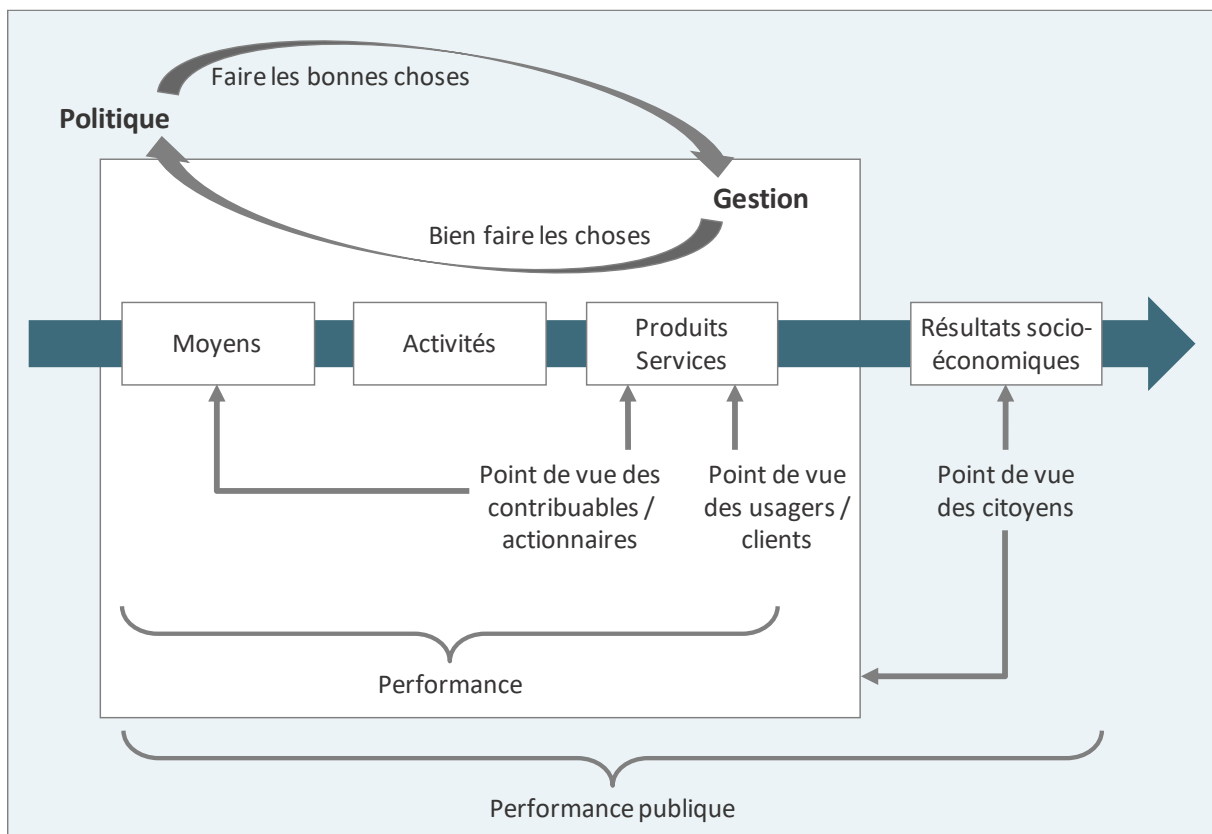 Faire les bonnes choses
Politique
Gestion
Bien faire les choses
Moyens
Activités
Produits
Services
Résultats socio-
économiques
Point de vue des
contribuables /
actionnaires
Point de vue
des usagers /
clients
Point de vue
des citoyens
Performance
Performance publique